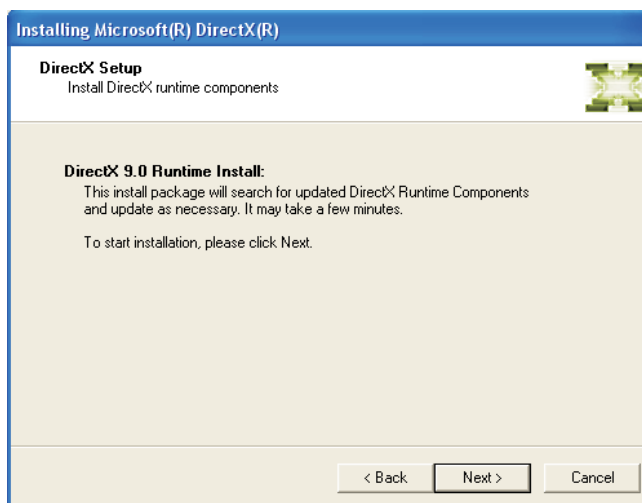 Installing Microsoft(R) DirectX(R)
DirectX Setup
Install DirectX runtime components
DirectX 9.0 Runtime Install:
This install package will search for updated DirectX Runtime Components
and update as necessary. It may take a few minutes.
To start installation, please click Next.
< Back
Next >
Cancel